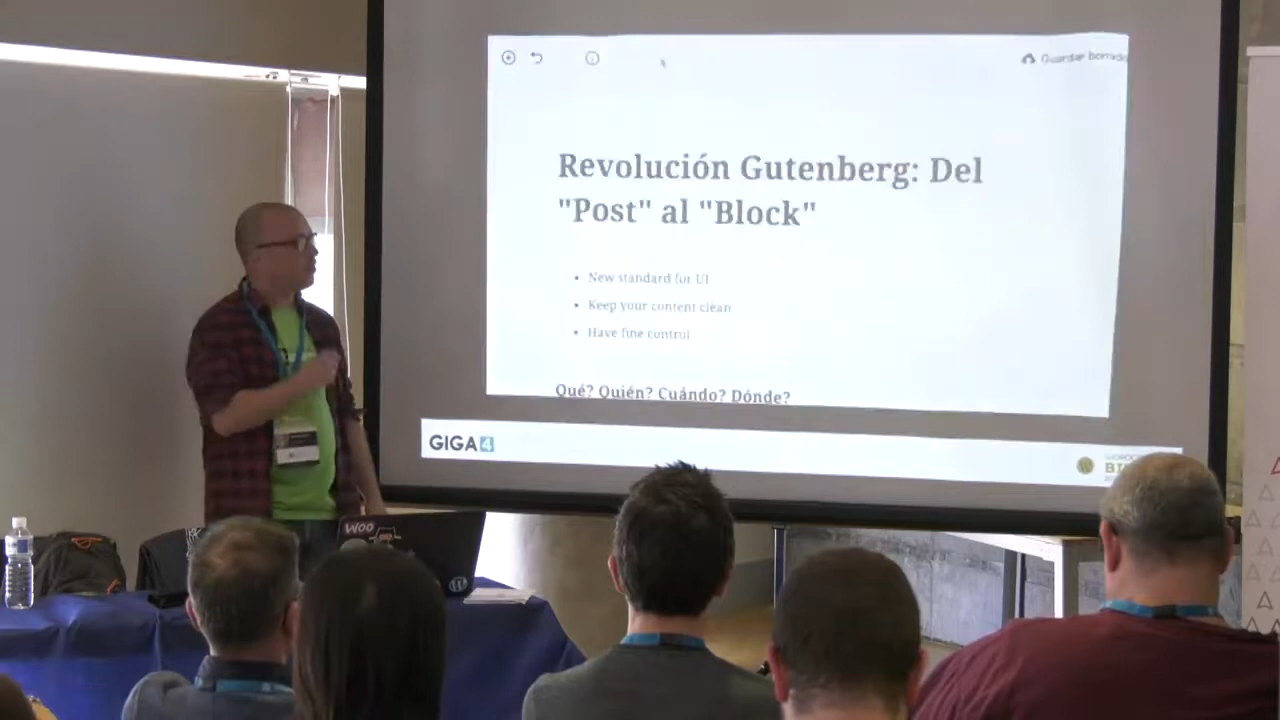 Guardar borrado
Revolución Gutenberg: Del
"Post" al "Block"
New standard for UI
Keep your content clean
Have fine control
Qué? Quién? Cuándo? Dónde?
GIGA4
WOO